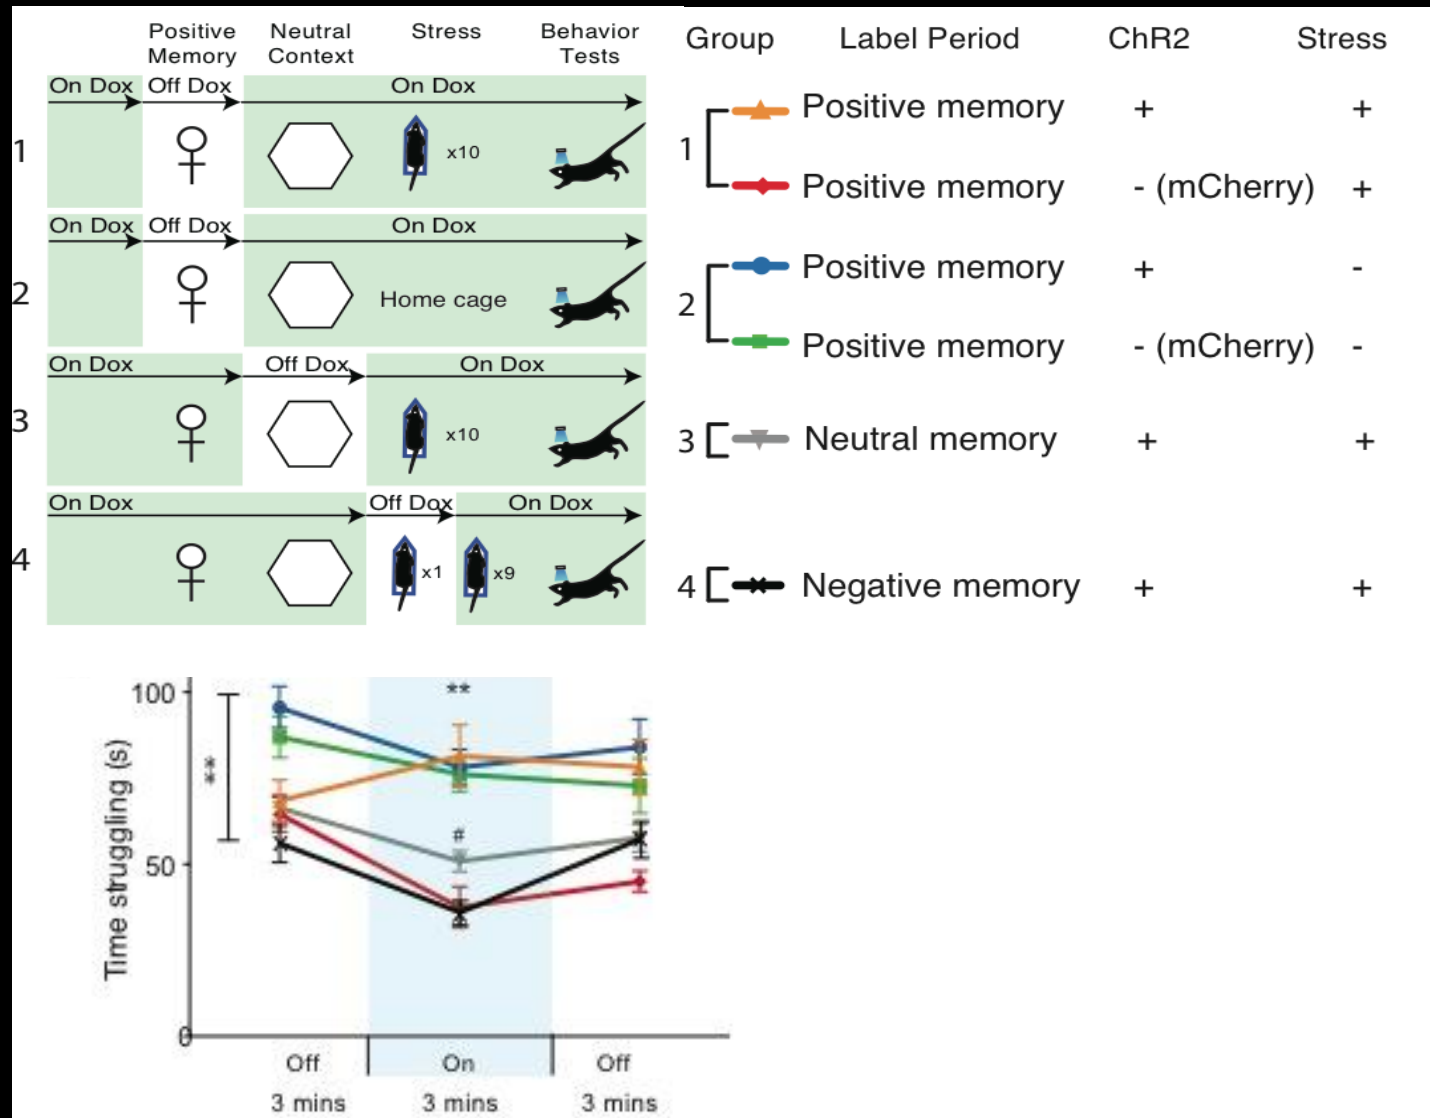 Positive Memory
Neutral Context
Stress
Behavior Tests
1
On Dox
Off Dox
On Dox
x10
2
On Dox
Off Dox
On Dox
Home cage
3
On Dox
Off Dox
On Dox
x10
4
On Dox
Off Dox
On Dox
x1
x9
Group Label Period ChR2 Stress
1
Positive memory + +
Positive memory - (mCherry) +
2
Positive memory + -
Positive memory - (mCherry) -
3 Neutral memory + +
4 Negative memory + +
Time struggling (s)
100
50
0
**
**
#
Off On Off
3 mins 3 mins 3 mins